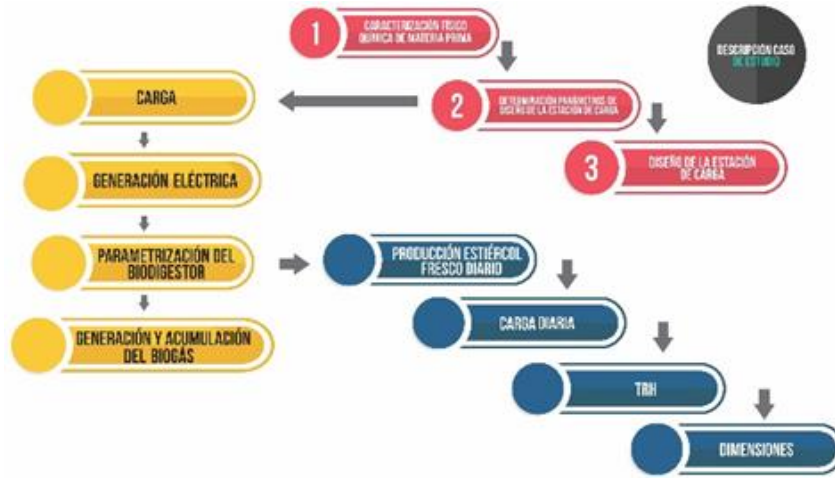 1
CARACTERIZACIÓN FÍSICO
QUÍMICA DE MATERIA PRIMA
DESCRIPCIÓN CASO
DE ESTUDIO
2
DETERMINACIÓN PARÁMETROS DE
DISEÑO DE LA ESTACIÓN DE CARGA
3
DISEÑO DE LA ESTACIÓN
DE CARGA
CARGA
GENERACIÓN ELÉCTRICA
PARAMETRIZACIÓN DEL
BIODIGESTOR
GENERACIÓN Y ACUMULACIÓN
DEL BIOGÁS
PRODUCCIÓN ESTIÉRCOL
FRESCO DIARIO
CARGA DIARIA
TRH
DIMENSIONES